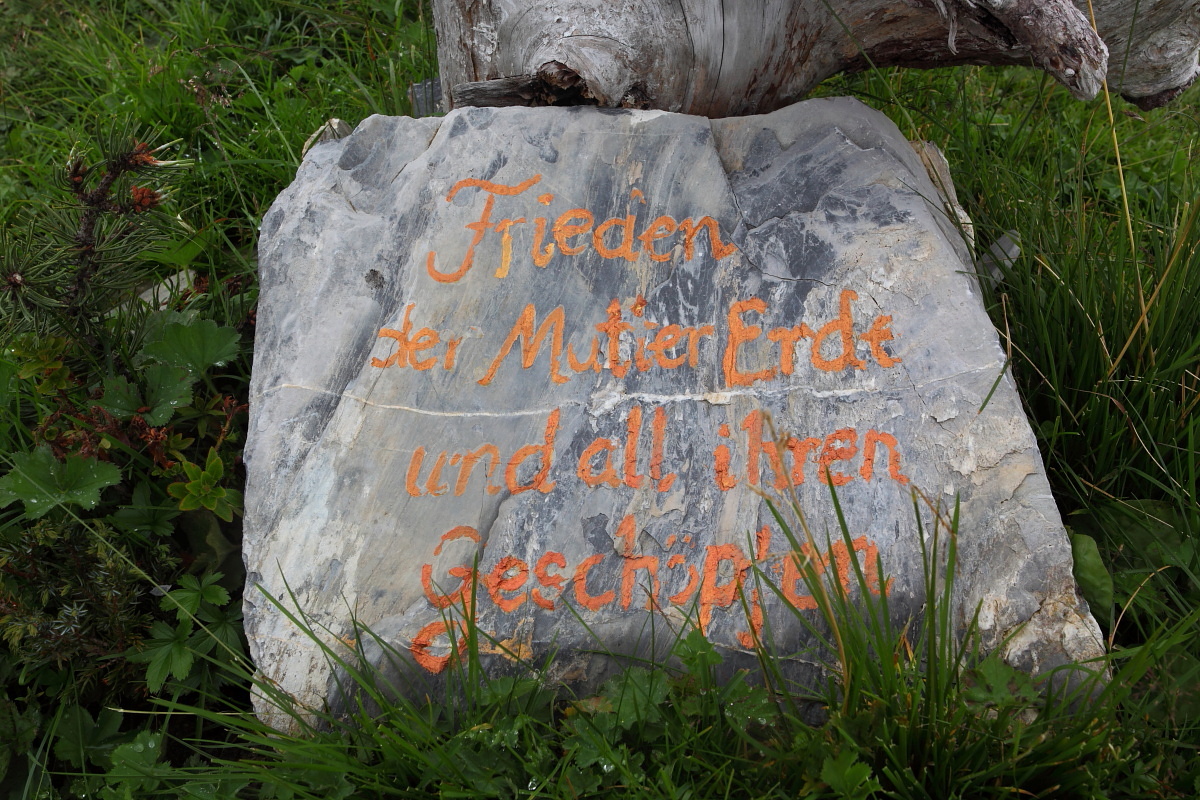 Frieden
der Mutter Erde
und all ihren
Geschöpfen